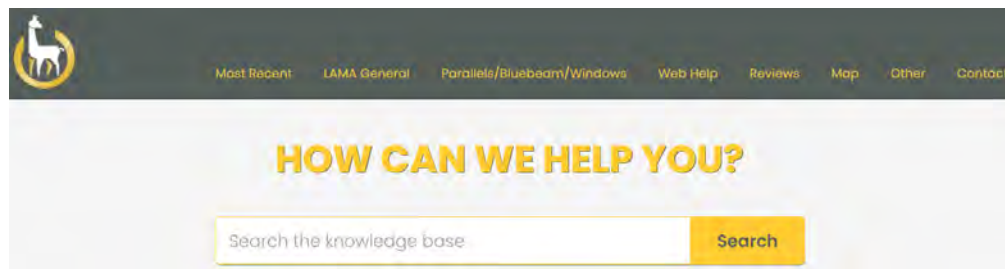 Most Recent LAMA General Parallels/Bluebeam/Windows Web Help Reviews Map Other Contact
HOW CAN WE HELP YOU?
Search the knowledge base Search